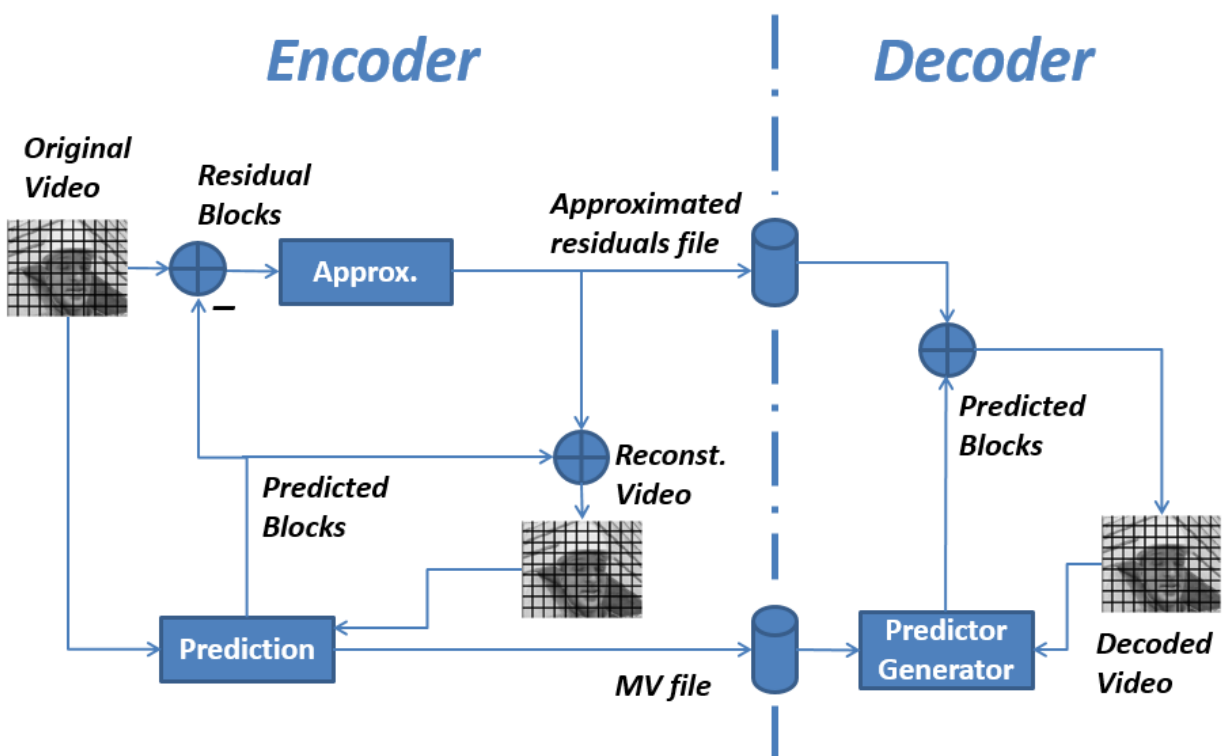 Encoder
Decoder
Original
Video
Residual
Blocks
Approximated
residuals file
Approx.
–
Predicted
Blocks
Reconst.
Video
Predicted
Blocks
Prediction
MV file
Predictor
Generator
Decoded
Video